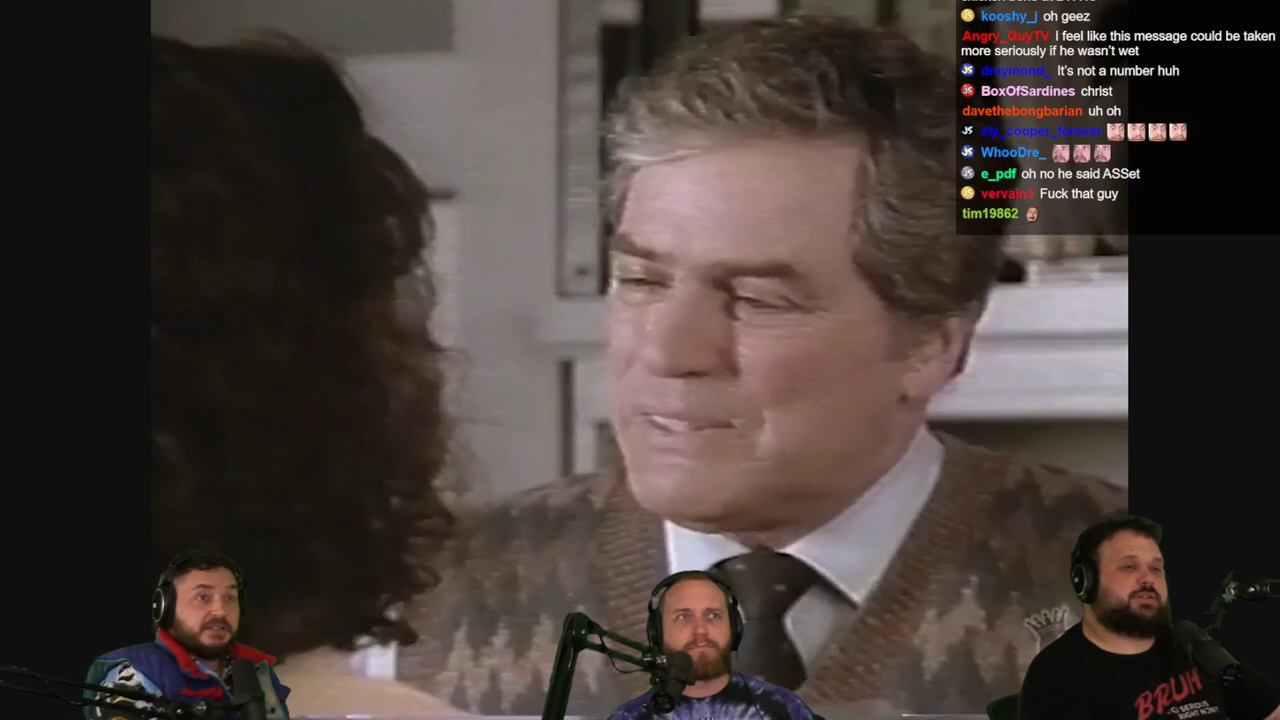 kooshy_j oh geez
Angry_GuyTV I feel like this message could be taken
more seriously if he wasn't wet
draymond_ It's not a number huh
BoxOfSardines christ
davethebongbarian uh oh
sly_cooper_forever
WhooDre_
e_pdf oh no he said ASSet
vervain3 Fuck that guy
tim19862
BRUH